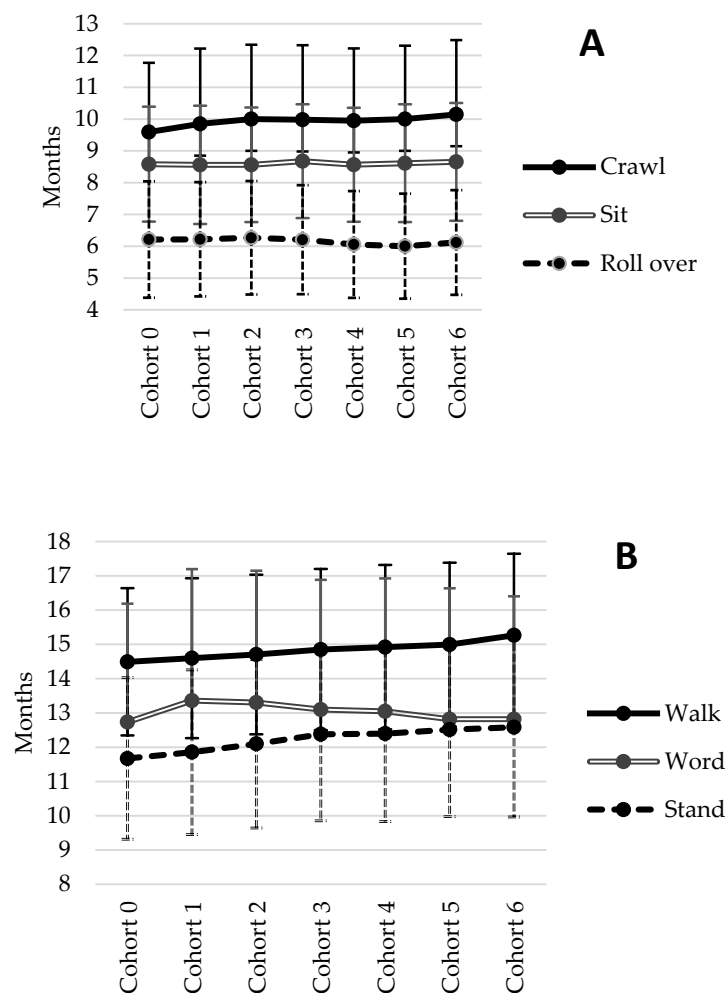 A
13
12
11
10
9
8
7
6
5
4
Months
Cohort 0
Cohort 1
Cohort 2
Cohort 3
Cohort 4
Cohort 5
Cohort 6
Crawl
Sit
Roll over
B
18
17
16
15
14
13
12
11
10
9
8
Months
Cohort 0
Cohort 1
Cohort 2
Cohort 3
Cohort 4
Cohort 5
Cohort 6
Walk
Word
Stand